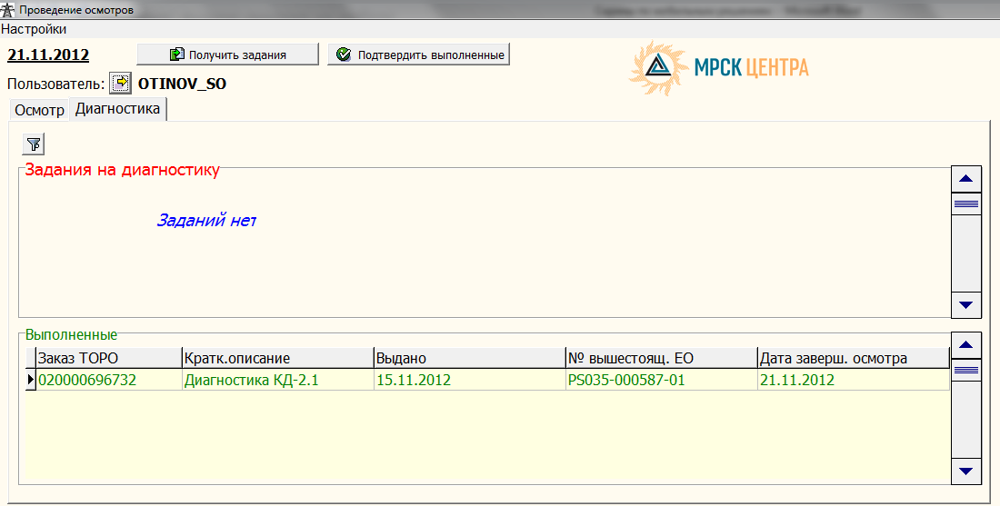 Проведение осмотров
Настройки
21.11.2012 Получить задания Подтвердить выполненные
МРСК ЦЕНТРА
Пользователь: OTINOV_SO
Осмотр Диагностика
Задания на диагностику
Заданий нет
Выполненные
Заказ ТОРО Кратк.описание Выдано № вышестоящ. ЕО Дата заверш. осмотра
020000696732 Диагностика КД-2.1 15.11.2012 PS035-000587-01 21.11.2012